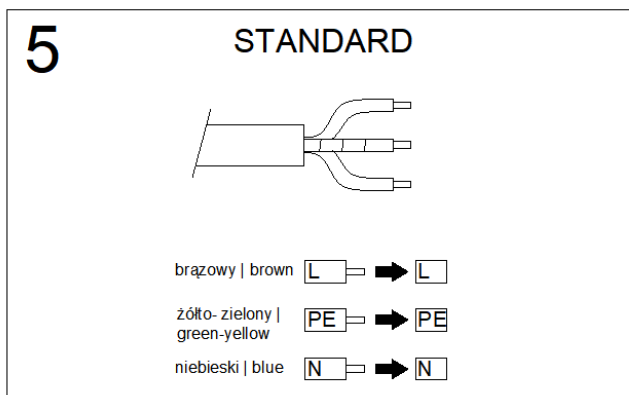 5
STANDARD
brązowy | brown L L
żółto- zielony |
green-yellow PE PE
niebieski | blue N N